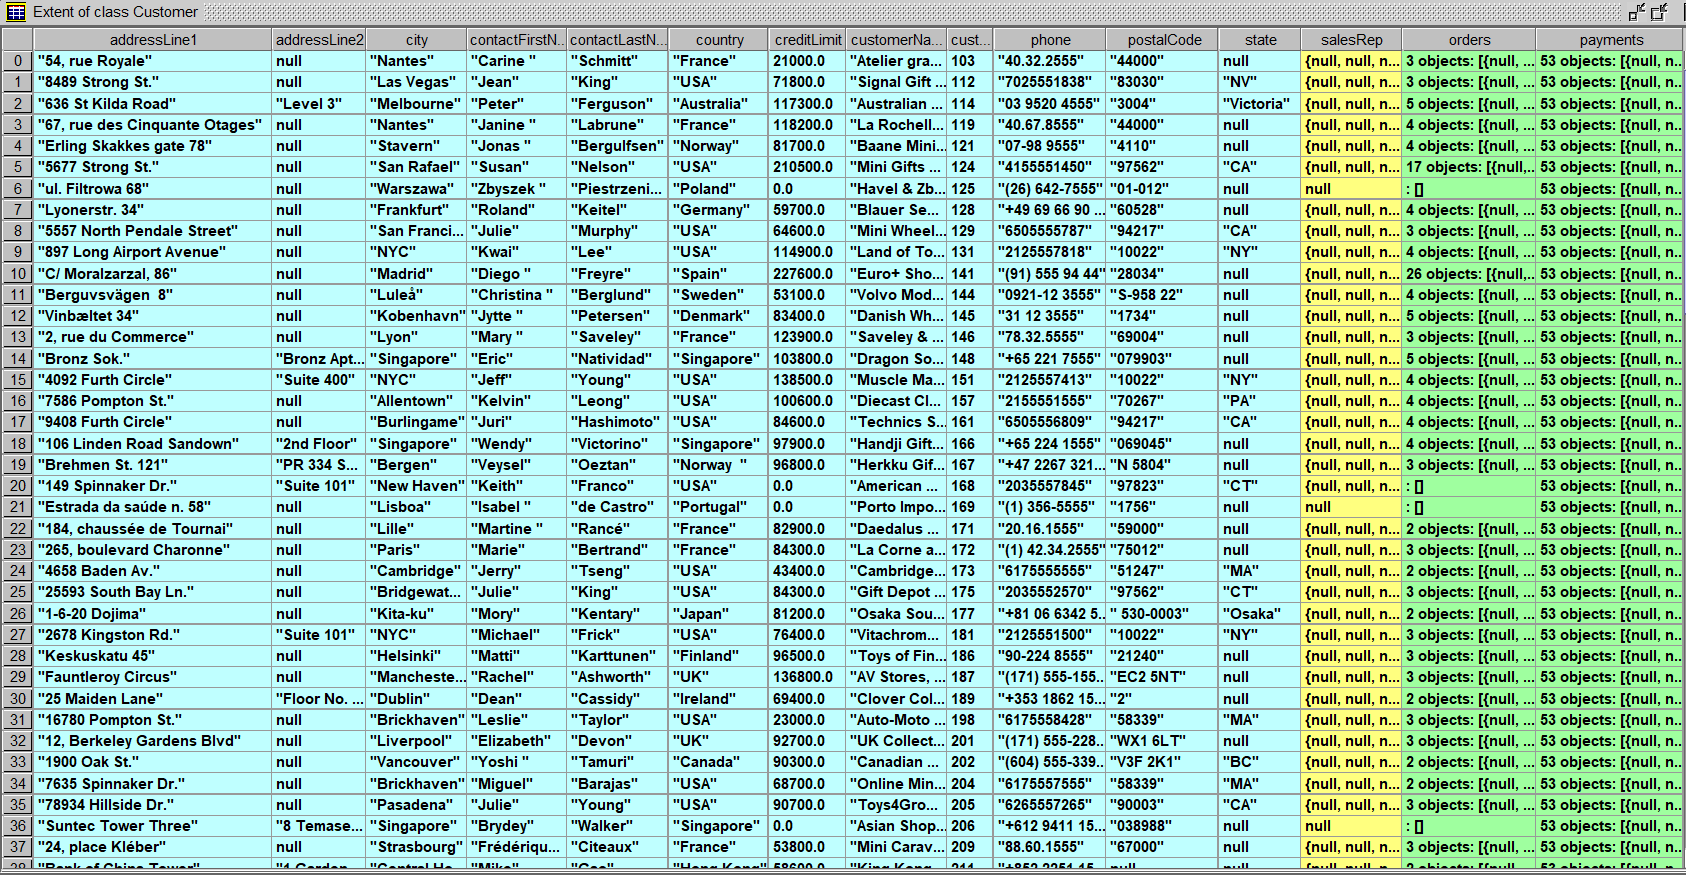 Extent of class Customer
addressLine1 addressLine2 city contactFirstN... contactLastN... country creditLimit customerNa... cust... phone postalCode state salesRep orders payments
0 "54, rue Royale" null "Nantes" "Carine " "Schmitt" "France" 21000.0 "Atelier gra... 103 "40.32.2555" "44000" null {null, null, n... 3 objects: [{null, ... 53 objects: [{null, n...
1 "8489 Strong St." null "Las Vegas" "Jean" "King" "USA" 71800.0 "Signal Gift ... 112 "7025551838" "83030" "NV" {null, null, n... 3 objects: [{null, ... 53 objects: [{null, n...
2 "636 St Kilda Road" "Level 3" "Melbourne" "Peter" "Ferguson" "Australia" 117300.0 "Australian ... 114 "03 9520 4555" "3004" "Victoria" {null, null, n... 5 objects: [{null, ... 53 objects: [{null, n...
3 "67, rue des Cinquante Otages" null "Nantes" "Janine " "Labrune" "France" 118200.0 "La Rochell... 119 "40.67.8555" "44000" null {null, null, n... 4 objects: [{null, ... 53 objects: [{null, n...
4 "Erling Skakkes gate 78" null "Stavern" "Jonas " "Bergulfsen" "Norway" 81700.0 "Baane Mini... 121 "07-98 9555" "4110" null {null, null, n... 4 objects: [{null, ... 53 objects: [{null, n...
5 "5677 Strong St." null "San Rafael" "Susan" "Nelson" "USA" 210500.0 "Mini Gifts ... 124 "4155551450" "97562" "CA" {null, null, n... 17 objects: [{null,... 53 objects: [{null, n...
6 "ul. Filtrowa 68" null "Warszawa" "Zbyszek " "Piestrzeni... "Poland" 0.0 "Havel & Zb... 125 "(26) 642-7555" "01-012" null null : [] 53 objects: [{null, n...
7 "Lyonerstr. 34" null "Frankfurt" "Roland" "Keitel" "Germany" 59700.0 "Blauer Se... 128 "+49 69 66 90 ... "60528" null {null, null, n... 4 objects: [{null, ... 53 objects: [{null, n...
8 "5557 North Pendale Street" null "San Franci... "Julie" "Murphy" "USA" 64600.0 "Mini Wheel... 129 "6505555787" "94217" "CA" {null, null, n... 3 objects: [{null, ... 53 objects: [{null, n...
9 "897 Long Airport Avenue" null "NYC" "Kwai" "Lee" "USA" 114900.0 "Land of To... 131 "2125557818" "10022" "NY" {null, null, n... 4 objects: [{null, ... 53 objects: [{null, n...
10 "C/ Moralzarzal, 86" null "Madrid" "Diego " "Freyre" "Spain" 227600.0 "Euro+ Sho... 141 "(91) 555 94 44" "28034" null {null, null, n... 26 objects: [{null,... 53 objects: [{null, n...
11 "Berguvsvägen  8" null "Luleå" "Christina " "Berglund" "Sweden" 53100.0 "Volvo Mod... 144 "0921-12 3555" "S-958 22" null {null, null, n... 4 objects: [{null, ... 53 objects: [{null, n...
12 "Vinbæltet 34" null "Kobenhavn" "Jytte " "Petersen" "Denmark" 83400.0 "Danish Wh... 145 "31 12 3555" "1734" null {null, null, n... 5 objects: [{null, ... 53 objects: [{null, n...
13 "2, rue du Commerce" null "Lyon" "Mary " "Saveley" "France" 123900.0 "Saveley & ... 146 "78.32.5555" "69004" null {null, null, n... 3 objects: [{null, ... 53 objects: [{null, n...
14 "Bronz Sok." "Bronz Apt... "Singapore" "Eric" "Natividad" "Singapore" 103800.0 "Dragon So... 148 "+65 221 7555" "079903" null {null, null, n... 5 objects: [{null, ... 53 objects: [{null, n...
15 "4092 Furth Circle" "Suite 400" "NYC" "Jeff" "Young" "USA" 138500.0 "Muscle Ma... 151 "2125557413" "10022" "NY" {null, null, n... 4 objects: [{null, ... 53 objects: [{null, n...
16 "7586 Pompton St." null "Allentown" "Kelvin" "Leong" "USA" 100600.0 "Diecast Cl... 157 "2155551555" "70267" "PA" {null, null, n... 4 objects: [{null, ... 53 objects: [{null, n...
17 "9408 Furth Circle" null "Burlingame" "Juri" "Hashimoto" "USA" 84600.0 "Technics S... 161 "6505556809" "94217" "CA" {null, null, n... 4 objects: [{null, ... 53 objects: [{null, n...
18 "106 Linden Road Sandown" "2nd Floor" "Singapore" "Wendy" "Victorino" "Singapore" 97900.0 "Handji Gift... 166 "+65 224 1555" "069045" null {null, null, n... 4 objects: [{null, ... 53 objects: [{null, n...
19 "Brehmen St. 121" "PR 334 S... "Bergen" "Veysel" "Oeztan" "Norway  " 96800.0 "Herkku Gif... 167 "+47 2267 321... "N 5804" null {null, null, n... 3 objects: [{null, ... 53 objects: [{null, n...
20 "149 Spinnaker Dr." "Suite 101" "New Haven" "Keith" "Franco" "USA" 0.0 "American ... 168 "2035557845" "97823" "CT" {null, null, n... : [] 53 objects: [{null, n...
21 "Estrada da saúde n. 58" null "Lisboa" "Isabel " "de Castro" "Portugal" 0.0 "Porto Impo... 169 "(1) 356-5555" "1756" null null : [] 53 objects: [{null, n...
22 "184, chaussée de Tournai" null "Lille" "Martine " "Rancé" "France" 82900.0 "Daedalus ... 171 "20.16.1555" "59000" null {null, null, n... 2 objects: [{null, ... 53 objects: [{null, n...
23 "265, boulevard Charonne" null "Paris" "Marie" "Bertrand" "France" 84300.0 "La Corne a... 172 "(1) 42.34.2555" "75012" null {null, null, n... 3 objects: [{null, ... 53 objects: [{null, n...
24 "4658 Baden Av." null "Cambridge" "Jerry" "Tseng" "USA" 43400.0 "Cambridge... 173 "6175555555" "51247" "MA" {null, null, n... 2 objects: [{null, ... 53 objects: [{null, n...
25 "25593 South Bay Ln." null "Bridgewat... "Julie" "King" "USA" 84300.0 "Gift Depot ... 175 "2035552570" "97562" "CT" {null, null, n... 3 objects: [{null, ... 53 objects: [{null, n...
26 "1-6-20 Dojima" null "Kita-ku" "Mory" "Kentary" "Japan" 81200.0 "Osaka Sou... 177 "+81 06 6342 5... " 530-0003" "Osaka" {null, null, n... 2 objects: [{null, ... 53 objects: [{null, n...
27 "2678 Kingston Rd." "Suite 101" "NYC" "Michael" "Frick" "USA" 76400.0 "Vitachrom... 181 "2125551500" "10022" "NY" {null, null, n... 3 objects: [{null, ... 53 objects: [{null, n...
28 "Keskuskatu 45" null "Helsinki" "Matti" "Karttunen" "Finland" 96500.0 "Toys of Fin... 186 "90-224 8555" "21240" null {null, null, n... 3 objects: [{null, ... 53 objects: [{null, n...
29 "Fauntleroy Circus" null "Mancheste... "Rachel" "Ashworth" "UK" 136800.0 "AV Stores, ... 187 "(171) 555-155... "EC2 5NT" null {null, null, n... 3 objects: [{null, ... 53 objects: [{null, n...
30 "25 Maiden Lane" "Floor No. ... "Dublin" "Dean" "Cassidy" "Ireland" 69400.0 "Clover Col... 189 "+353 1862 15... "2" null {null, null, n... 2 objects: [{null, ... 53 objects: [{null, n...
31 "16780 Pompton St." null "Brickhaven" "Leslie" "Taylor" "USA" 23000.0 "Auto-Moto ... 198 "6175558428" "58339" "MA" {null, null, n... 3 objects: [{null, ... 53 objects: [{null, n...
32 "12, Berkeley Gardens Blvd" null "Liverpool" "Elizabeth" "Devon" "UK" 92700.0 "UK Collect... 201 "(171) 555-228... "WX1 6LT" null {null, null, n... 3 objects: [{null, ... 53 objects: [{null, n...
33 "1900 Oak St." null "Vancouver" "Yoshi " "Tamuri" "Canada" 90300.0 "Canadian ... 202 "(604) 555-339... "V3F 2K1" "BC" {null, null, n... 2 objects: [{null, ... 53 objects: [{null, n...
34 "7635 Spinnaker Dr." null "Brickhaven" "Miguel" "Barajas" "USA" 68700.0 "Online Min... 204 "6175557555" "58339" "MA" {null, null, n... 2 objects: [{null, ... 53 objects: [{null, n...
35 "78934 Hillside Dr." null "Pasadena" "Julie" "Young" "USA" 90700.0 "Toys4Gro... 205 "6265557265" "90003" "CA" {null, null, n... 3 objects: [{null, ... 53 objects: [{null, n...
36 "Suntec Tower Three" "8 Temase... "Singapore" "Brydey" "Walker" "Singapore" 0.0 "Asian Shop... 206 "+612 9411 15... "038988" null null : [] 53 objects: [{null, n...
37 "24, place Kléber" null "Strasbourg" "Frédériqu... "Citeaux" "France" 53800.0 "Mini Carav... 209 "88.60.1555" "67000" null {null, null, n... 3 objects: [{null, ... 53 objects: [{null, n...